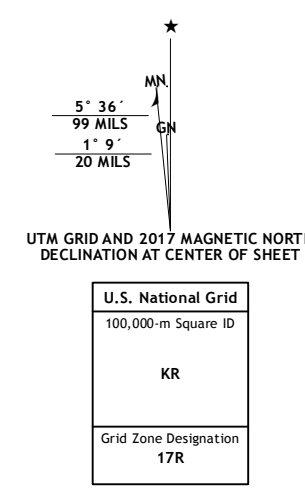 ★
MN
5° 36´
99 MILS
GN
1° 9´
20 MILS
UTM GRID AND 2017 MAGNETIC NORT
DECLINATION AT CENTER OF SHEET
U.S. National Grid
100,000-m Square ID
KR
Grid Zone Designation
17R